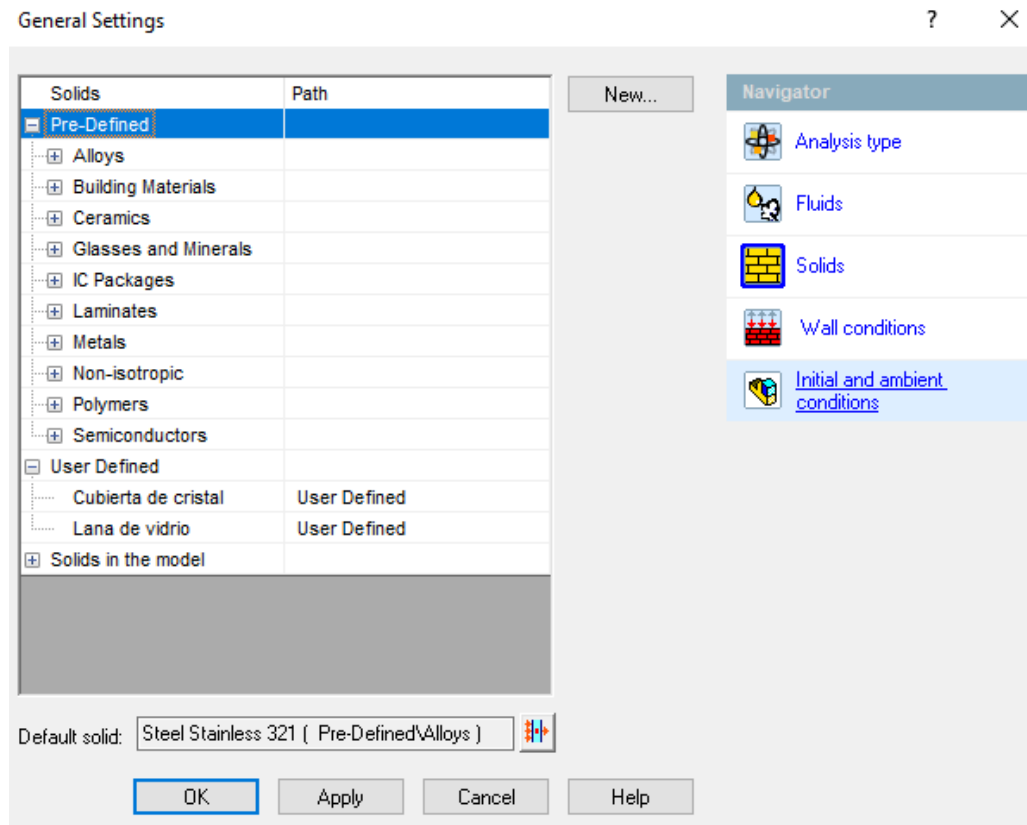 General Settings
? ×
Solids Path
Pre-Defined
Alloys
Building Materials
Ceramics
Glasses and Minerals
IC Packages
Laminates
Metals
Non-isotropic
Polymers
Semiconductors
User Defined
Cubierta de cristal User Defined
Lana de vidrio User Defined
Solids in the model
New...
Navigator
Analysis type
Fluids
Solids
Wall conditions
Initial and ambient
conditions
Default solid: Steel Stainless 321 ( Pre-Defined\Alloys )
OK Apply Cancel Help